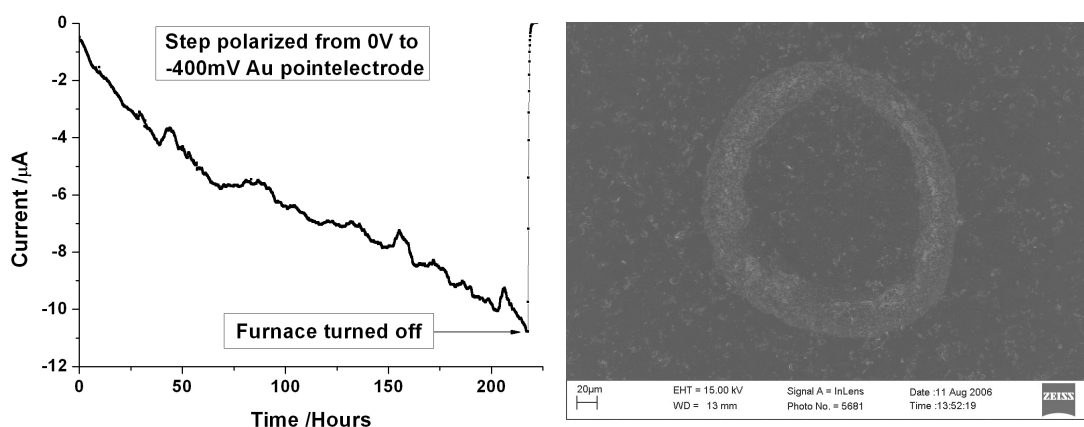 0
-2
-4
-6
-8
-10
-12
0
50
100
150
200
Current /μA
Time /Hours
Step polarized from 0V to
-400mV Au pointelectrode
Furnace turned off
20µm
EHT = 15.00 kV
WD = 13 mm
Signal A = InLens
Photo No. = 5681
Date :11 Aug 2006
Time :13:52:19
ZEISS